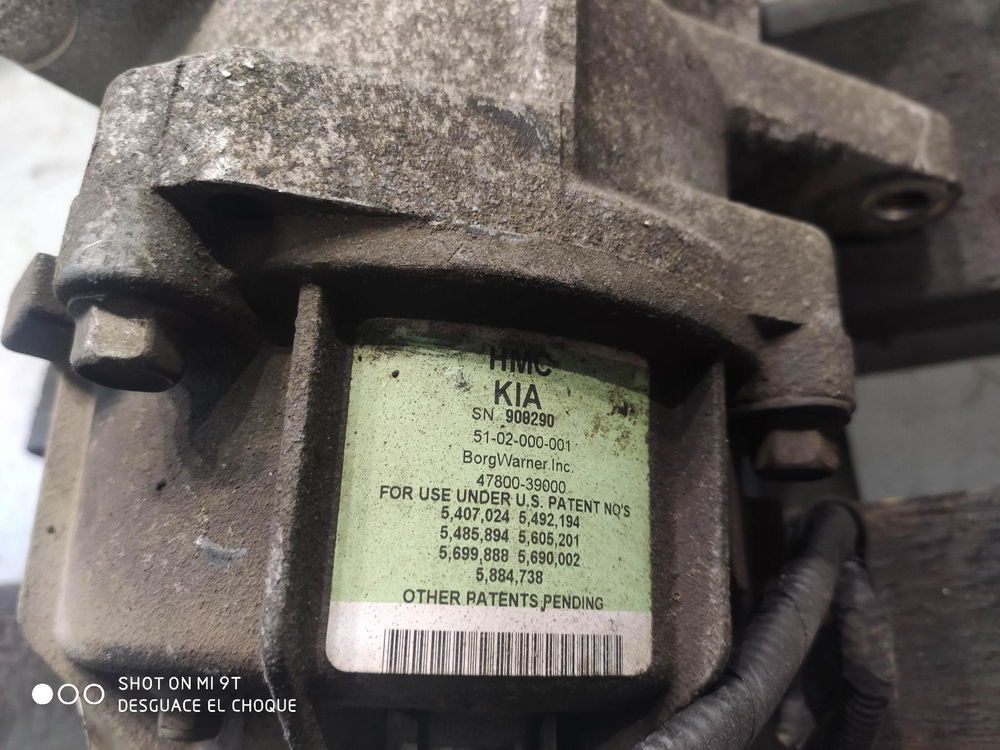 HMC
KIA
SN 908290
51-02-000-001
BorgWarner Inc.
47800-39000
FOR USE UNDER U.S. PATENT NO'S
5,407,024 5,492,194
5,485,894 5,605,201
5,699,888 5,690,002
5,884,738
OTHER PATENTS PENDING
SHOT ON MI 9T
DESGUACE EL CHOQUE